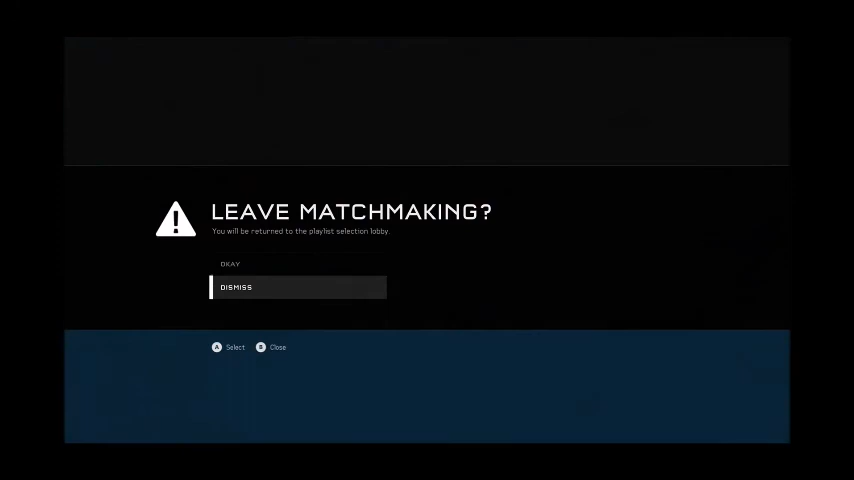 LEAVE MATCHMAKING?
You will be returned to the playlist selection lobby.
OKAY
DISMISS
A Select B Close